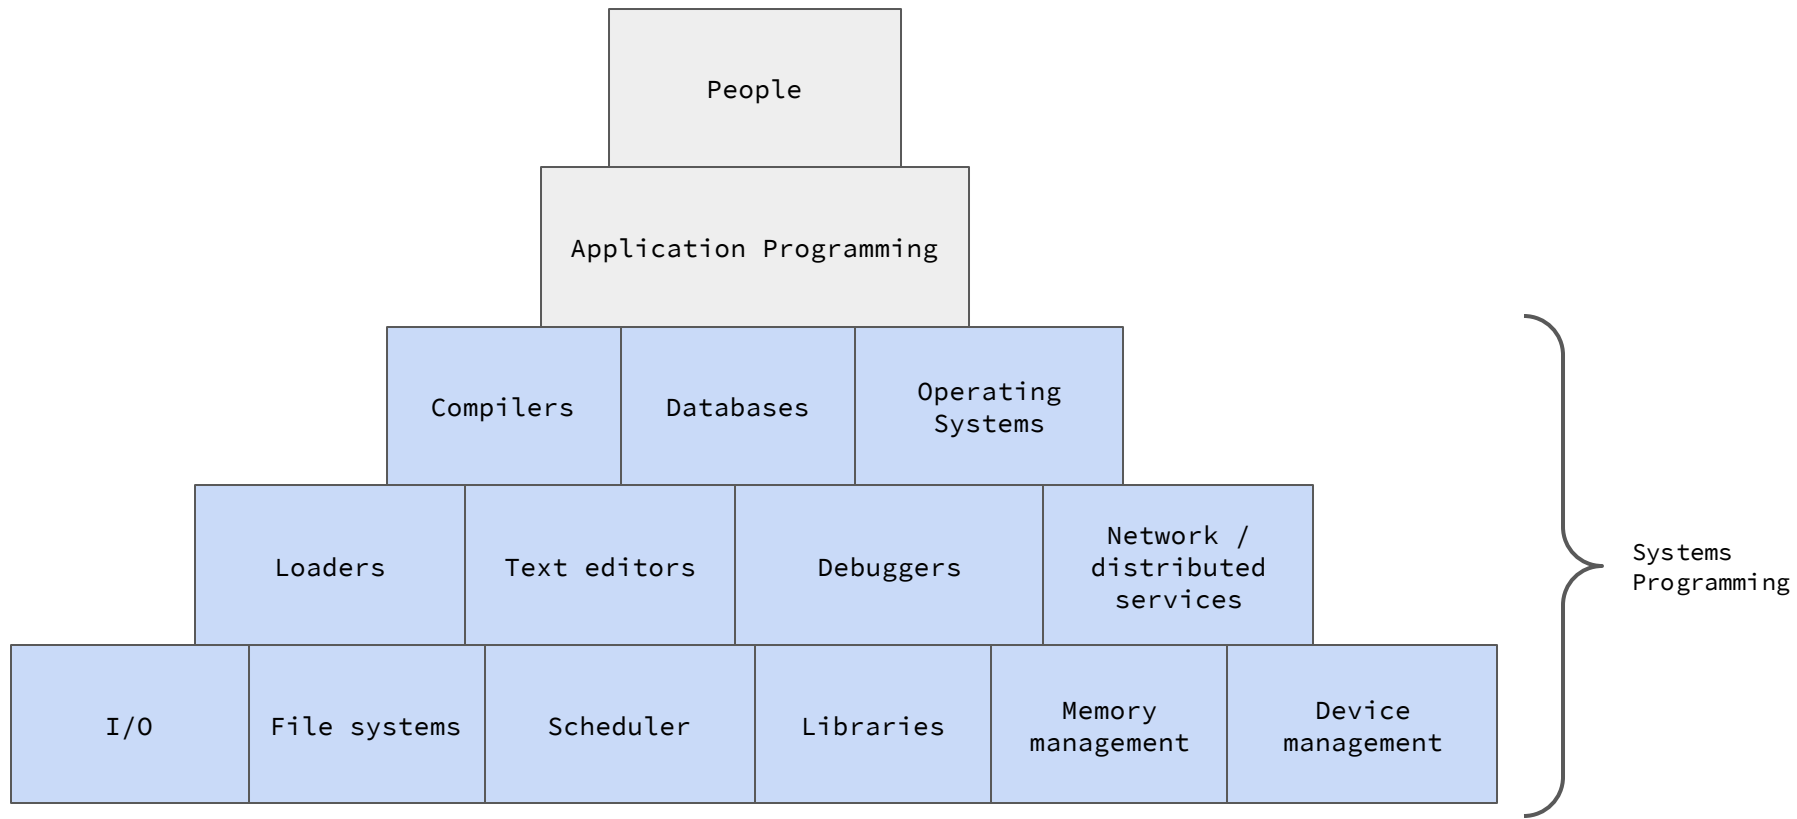 People
Application Programming
Compilers
Databases
Operating
Systems
Loaders
Text editors
Debuggers
Network /
distributed
services
Systems
Programming
I/O
File systems
Scheduler
Libraries
Memory
management
Device
management